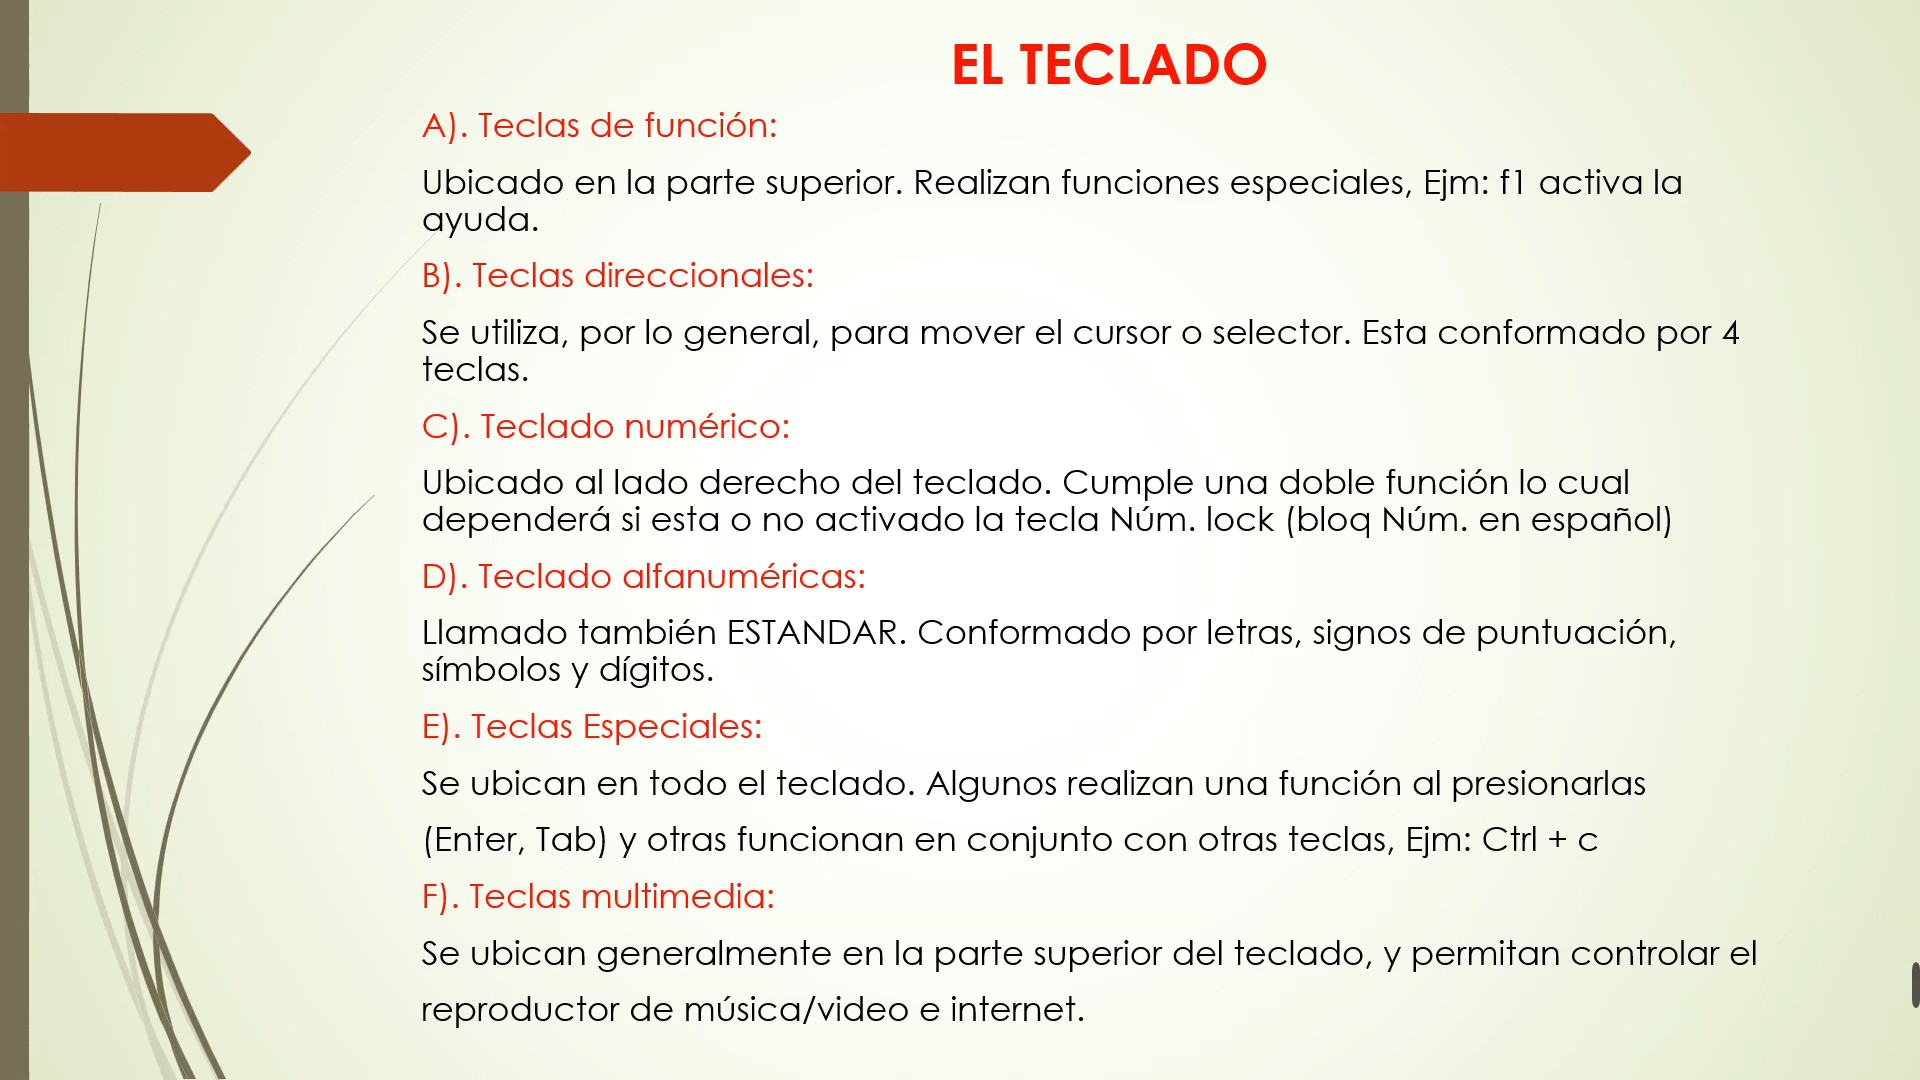 EL TECLADO
A). Teclas de función:
Ubicado en la parte superior. Realizan funciones especiales, Ejm: f1 activa la
ayuda.
B). Teclas direccionales:
Se utiliza, por lo general, para mover el cursor o selector. Esta conformado por 4
teclas.
C). Teclado numérico:
Ubicado al lado derecho del teclado. Cumple una doble función lo cual
dependerá si esta o no activado la tecla Núm. lock (bloq Núm. en español)
D). Teclado alfanuméricas:
Llamado también ESTANDAR. Conformado por letras, signos de puntuación,
símbolos y dígitos.
E). Teclas Especiales:
Se ubican en todo el teclado. Algunos realizan una función al presionarlas
(Enter, Tab) y otras funcionan en conjunto con otras teclas, Ejm: Ctrl + c
F). Teclas multimedia:
Se ubican generalmente en la parte superior del teclado, y permitan controlar el
reproductor de música/video e internet.